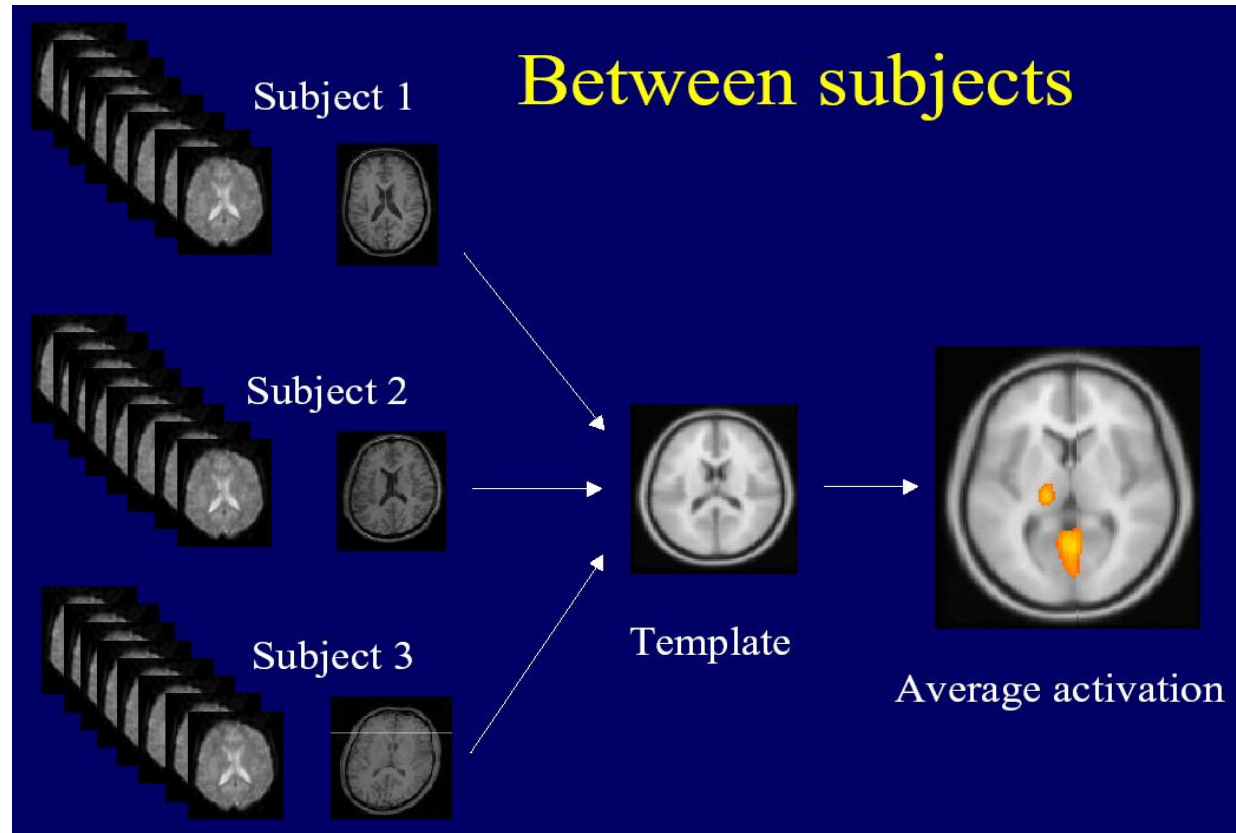 Between subjects
Subject 1
Subject 2
Subject 3
Template
Average activation